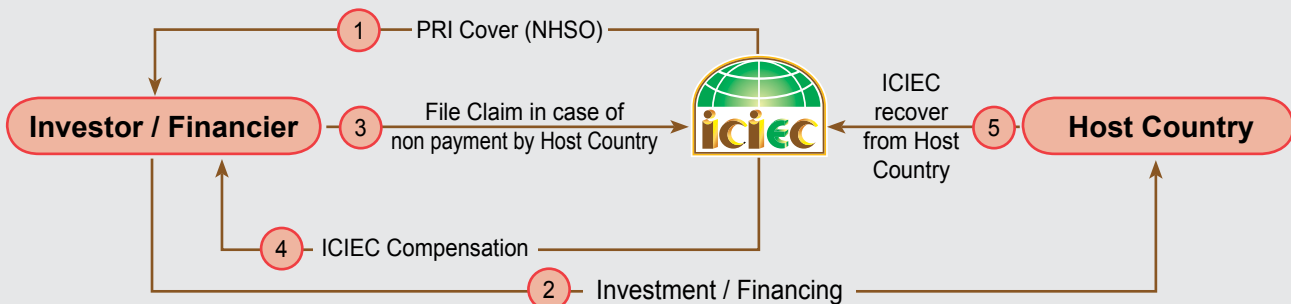 1
PRI Cover (NHSO)
Investor / Financier
3
File Claim in case of
non payment by Host Country
iciec
ICIEC
recover
from Host
Country
5
Host Country
4
ICIEC Compensation
2
Investment / Financing